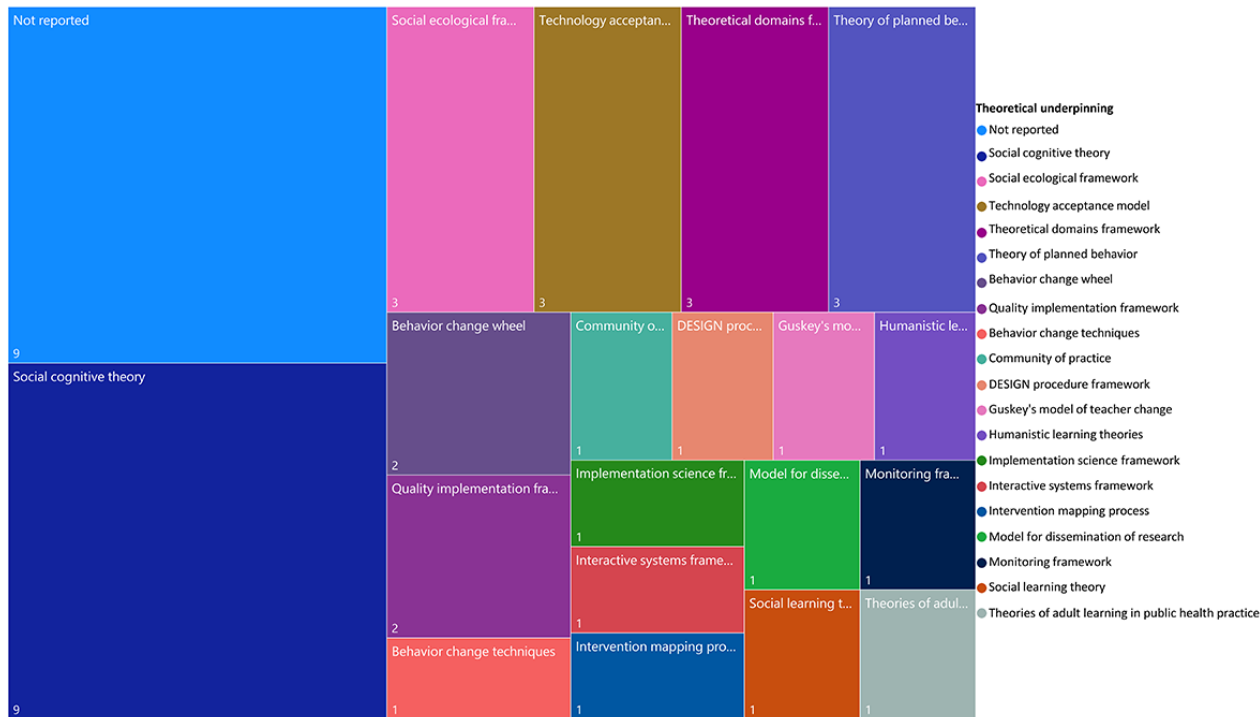 Not reported
9
Social cognitive theory
9
Social ecological fra...
3
Technology acceptan...
3
Theoretical domains f...
3
Theory of planned be...
3
Behavior change wheel
2
Quality implementation fra...
2
Behavior change techniques
1
Community o...
1
DESIGN proc...
1
Guskey's mo...
1
Humanistic le...
1
Implementation science fr...
1
Interactive systems frame...
1
Intervention mapping pro...
1
Model for disse...
1
Monitoring fra...
1
Social learning t...
1
Theories of adul...
1
Theoretical underpinning
Not reported
Social cognitive theory
Social ecological framework
Technology acceptance model
Theoretical domains framework
Theory of planned behavior
Behavior change wheel
Quality implementation framework
Behavior change techniques
Community of practice
DESIGN procedure framework
Guskey's model of teacher change
Humanistic learning theories
Implementation science framework
Interactive systems framework
Intervention mapping process
Model for dissemination of research
Monitoring framework
Social learning theory
Theories of adult learning in public health practice